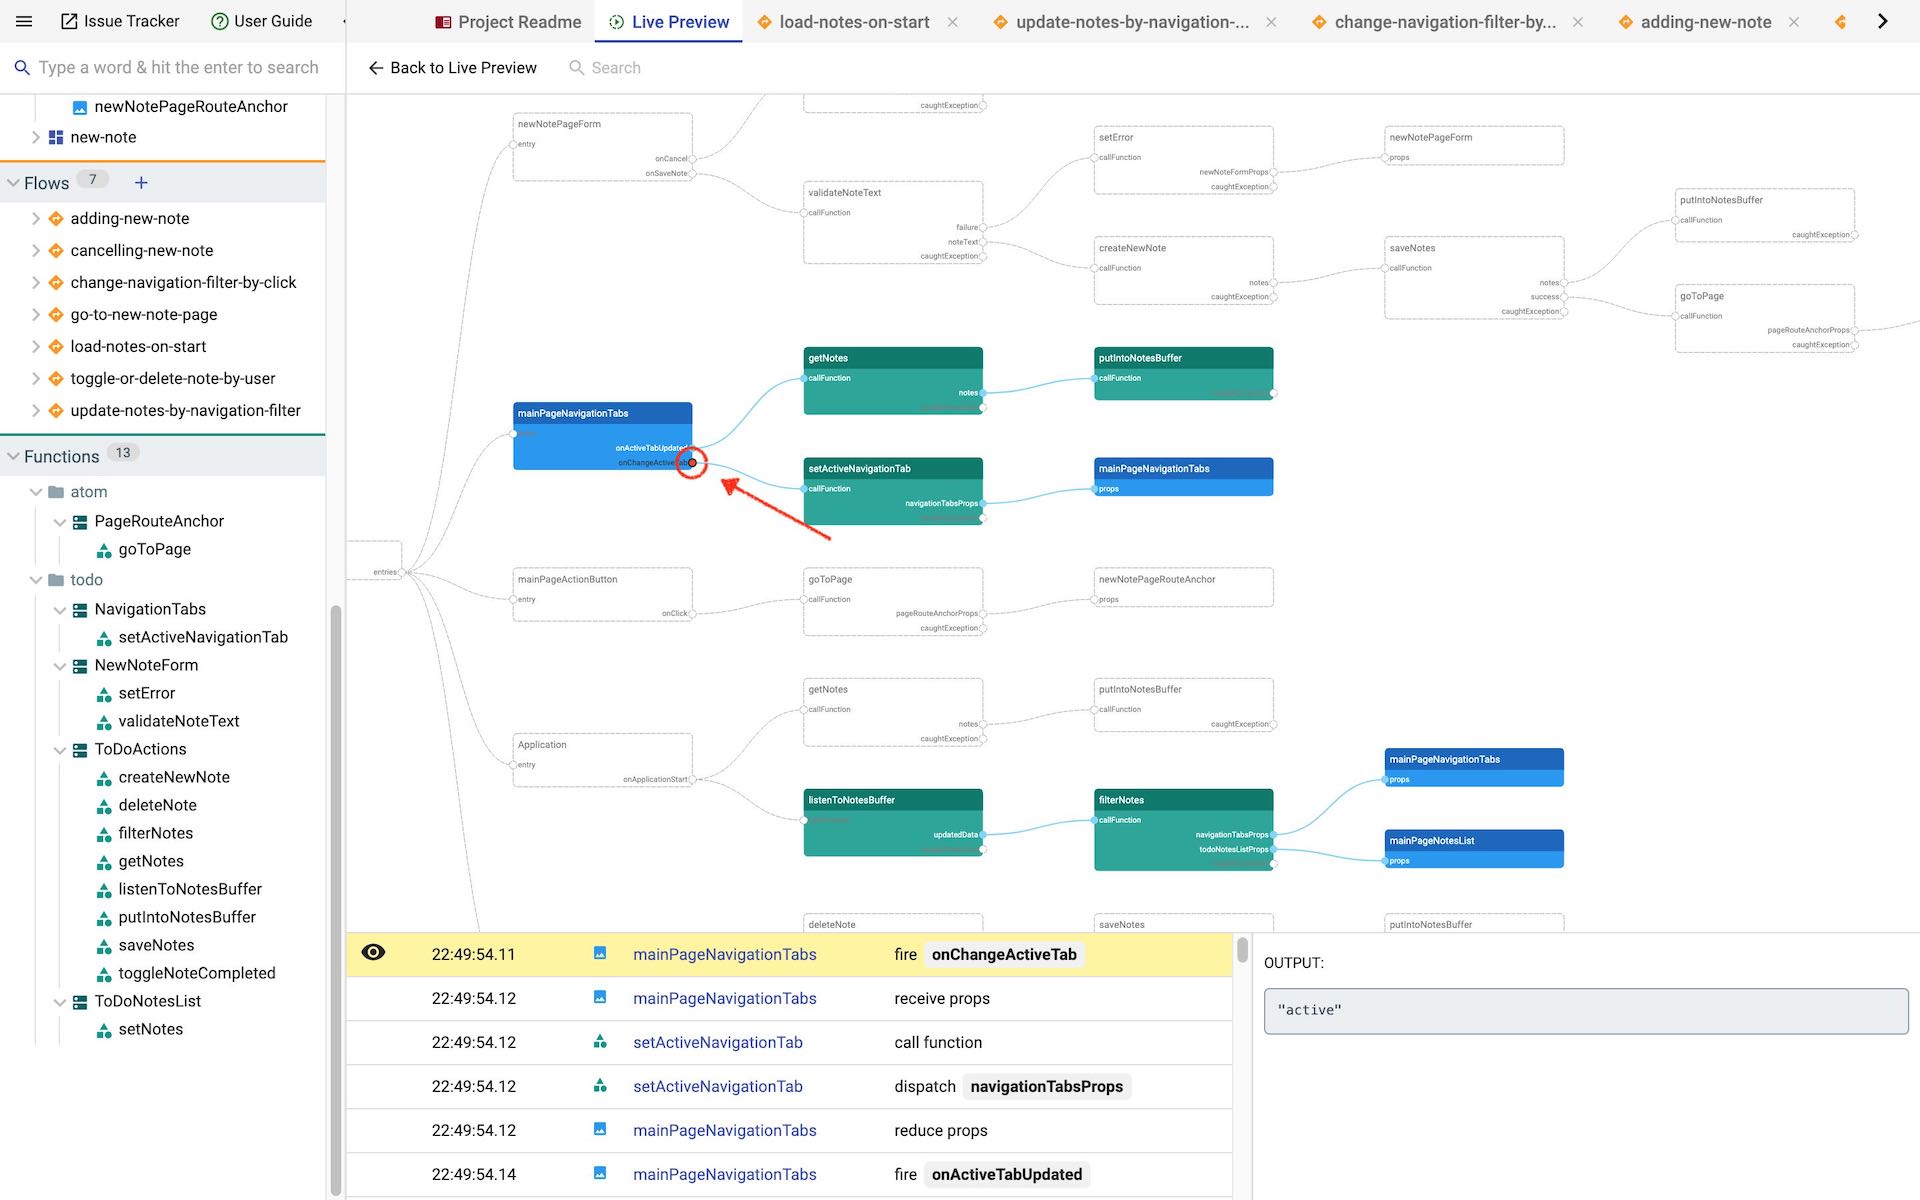 Issue Tracker
User Guide
Project Readme
Live Preview
load-notes-on-start
update-notes-by-navigation-...
change-navigation-filter-by...
adding-new-note
Type a word & hit the enter to search
Back to Live Preview
Search
newNotePageRouteAnchor
new-note
Flows 7 +
adding-new-note
cancelling-new-note
change-navigation-filter-by-click
go-to-new-note-page
load-notes-on-start
toggle-or-delete-note-by-user
update-notes-by-navigation-filter
Functions 13
atom
PageRouteAnchor
goToPage
todo
NavigationTabs
setActiveNavigationTab
NewNoteForm
setError
validateNoteText
ToDoActions
createNewNote
deleteNote
filterNotes
getNotes
listenToNotesBuffer
putIntoNotesBuffer
saveNotes
toggleNoteCompleted
ToDoNotesList
setNotes
caughtException
newNotePageForm
entry
onCancel
onSaveNote
validateNoteText
callFunction
failure
noteText
caughtException
setError
callFunction
newNoteFormProps
caughtException
newNotePageForm
props
createNewNote
callFunction
notes
caughtException
saveNotes
callFunction
notes
success
caughtException
putIntoNotesBuffer
callFunction
caughtException
goToPage
callFunction
pageRouteAnchorProps
caughtException
mainPageNavigationTabs
onActiveTabUpdated
onChangeActiveTab
getNotes
callFunction
notes
putIntoNotesBuffer
callFunction
setActiveNavigationTab
callFunction
navigationTabsProps
mainPageNavigationTabs
props
entries
mainPageActionButton
entry
onClick
goToPage
callFunction
pageRouteAnchorProps
caughtException
newNotePageRouteAnchor
props
Application
entry
onApplicationStart
getNotes
callFunction
notes
caughtException
putIntoNotesBuffer
callFunction
caughtException
listenToNotesBuffer
updatedData
filterNotes
callFunction
navigationTabsProps
todoNotesListProps
mainPageNavigationTabs
props
mainPageNotesList
props
deleteNote
saveNotes
putIntoNotesBuffer
22:49:54.11 mainPageNavigationTabs fire onChangeActiveTab
22:49:54.12 mainPageNavigationTabs receive props
22:49:54.12 setActiveNavigationTab call function
22:49:54.12 setActiveNavigationTab dispatch navigationTabsProps
22:49:54.12 mainPageNavigationTabs reduce props
22:49:54.14 mainPageNavigationTabs fire onActiveTabUpdated
OUTPUT:
"active"